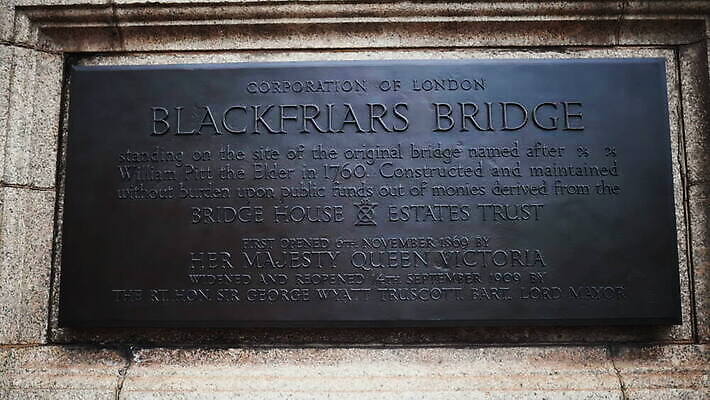 CORPORATION OF LONDON
BLACKFRIARS BRIDGE
standing on the site of the original bridge named after
William Pitt the Elder in 1760. Constructed and maintained
without burden upon public funds out of monies derived from the
BRIDGE HOUSE ESTATES TRUST
FIRST OPENED 6TH NOVEMBER 1869 BY
HER MAJESTY QUEEN VICTORIA
WIDENED AND REOPENED 14TH SEPTEMBER 1909 BY
THE RT. HON. SIR GEORGE WYATT TRUSCOTT. BART. LORD MAYOR